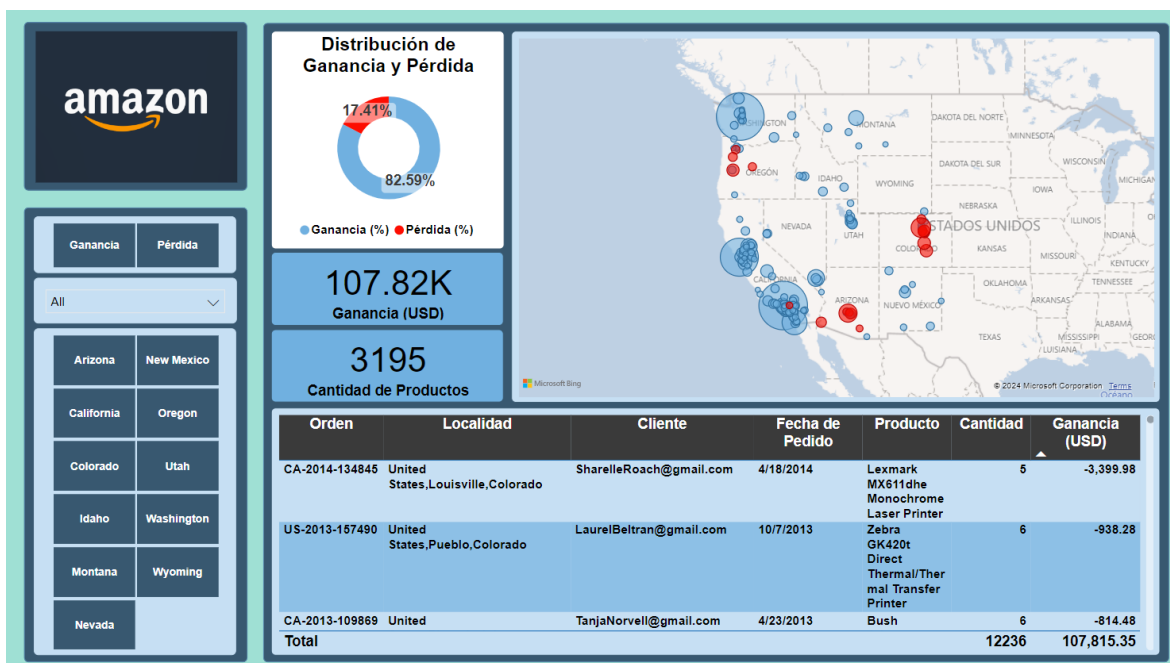 amazon
Ganancia
Pérdida
All
Arizona
New Mexico
California
Oregon
Colorado
Utah
Idaho
Washington
Montana
Wyoming
Nevada
Distribución de
Ganancia y Pérdida
17.41%
82.59%
Ganancia (%)
Pérdida (%)
107.82K
Ganancia (USD)
3195
Cantidad de Productos
MONTANA
DAKOTA DEL NORTE
MINNESOTA
DAKOTA DEL SUR
WISCONSIN
IDAHO
WYOMING
IOWA
NEBRASKA
ILLINOIS
NEVADA
UTAH
INDIANA
KANSAS
MISSOURI
KENTUCKY
OKLAHOMA
TENNESSEE
ARIZONA
NUEVO MÉXICO
ARKANSAS
TEXAS
MISSISSIPPI
ALABAMA
LUISIANA
Microsoft Bing
© 2024 Microsoft Corporation Terms
Orden Localidad Cliente Fecha de Pedido Producto Cantidad Ganancia (USD)
CA-2014-134845 United SharelleRoach@gmail.com 4/18/2014 Lexmark 5 -3,399.98
States,Louisville,Colorado MX611dhe
Monochrome
Laser Printer
US-2013-157490 United LaurelBeltran@gmail.com 10/7/2013 Zebra 6 -938.28
States,Pueblo,Colorado GK420t
Direct
Thermal/Ther
mal Transfer
Printer
CA-2013-109869 United TanjaNorvell@gmail.com 4/23/2013 Bush 6 -814.48
Total 12236 107,815.35